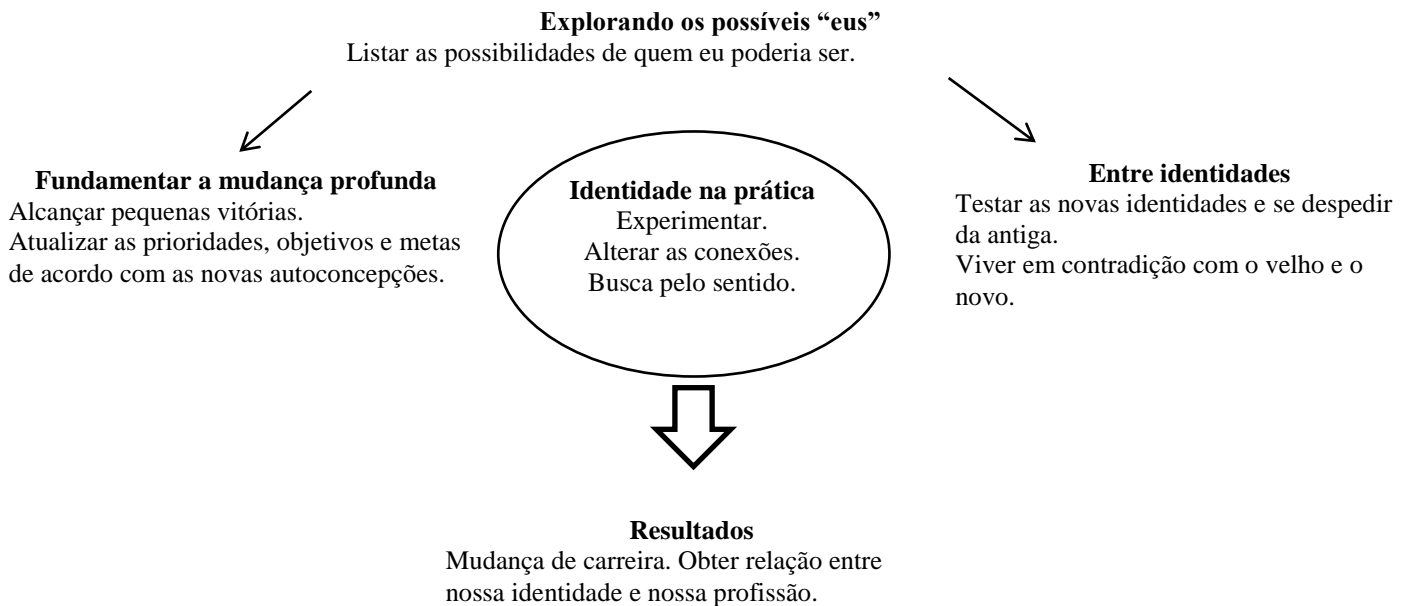 Explorando os possíveis “eus”
Listar as possibilidades de quem eu poderia ser.
Fundamentar a mudança profunda
Alcançar pequenas vitórias.
Atualizar as prioridades, objetivos e metas
de acordo com as novas autoconcepções.
Identidade na prática
Experimentar.
Alterar as conexões.
Busca pelo sentido.
Entre identidades
Testar as novas identidades e se despedir
da antiga.
Viver em contradição com o velho e o
novo.
Resultados
Mudança de carreira. Obter relação entre
nossa identidade e nossa profissão.